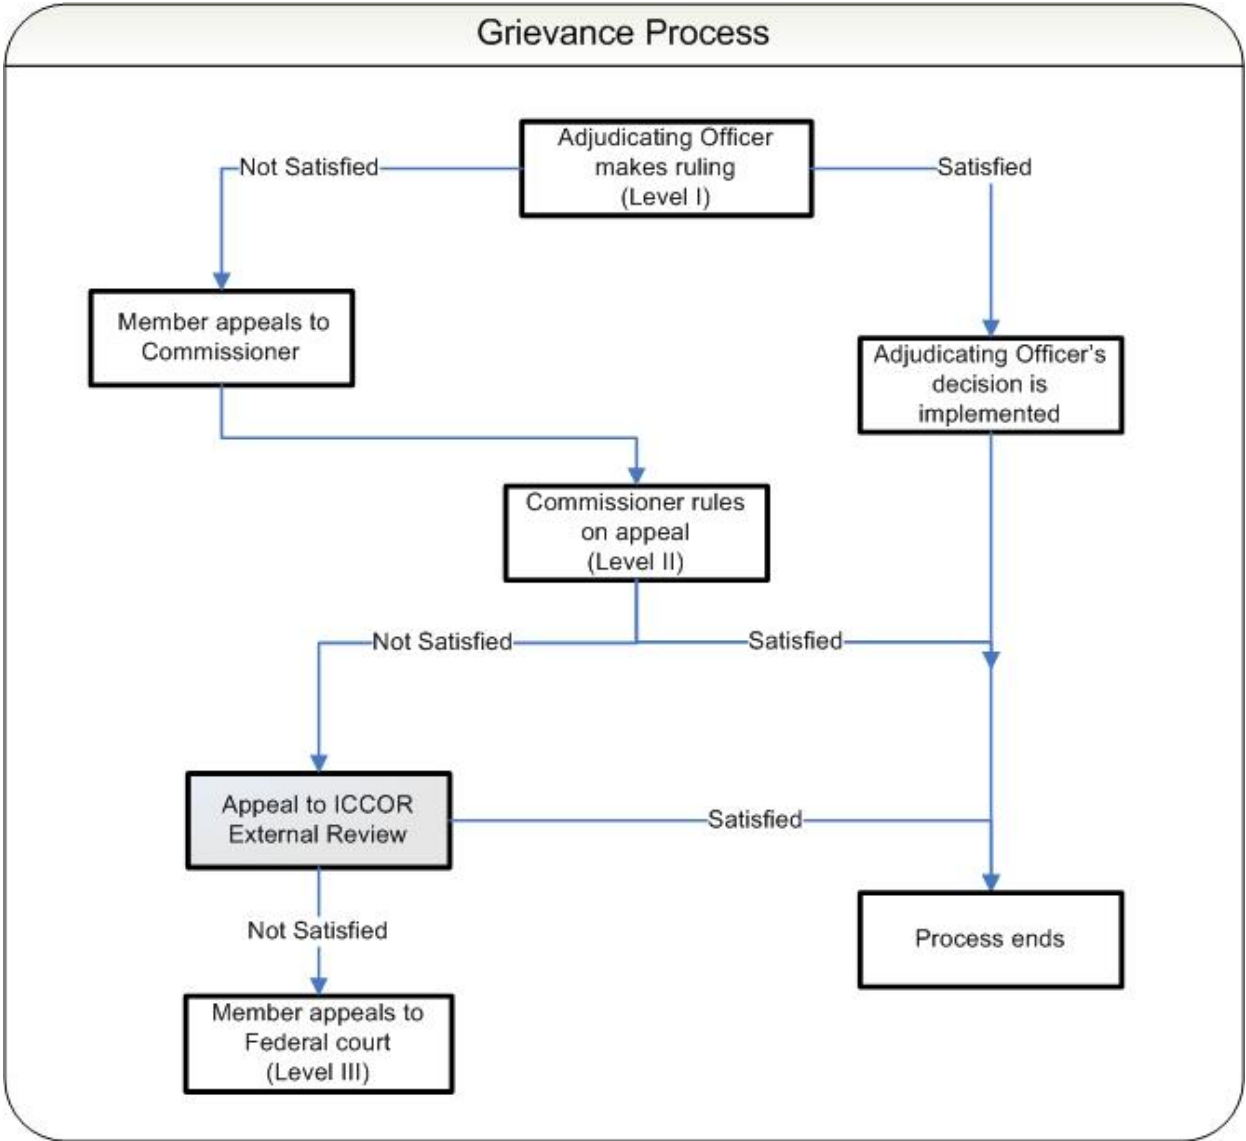 Grievance Process
Adjudicating Officer
makes ruling
(Level I)
Not Satisfied
Satisfied
Member appeals to
Commissioner
Adjudicating Officer's
decision is
implemented
Commissioner rules
on appeal
(Level II)
Not Satisfied
Satisfied
Appeal to ICCOR
External Review
Satisfied
Not Satisfied
Process ends
Member appeals to
Federal court
(Level III)